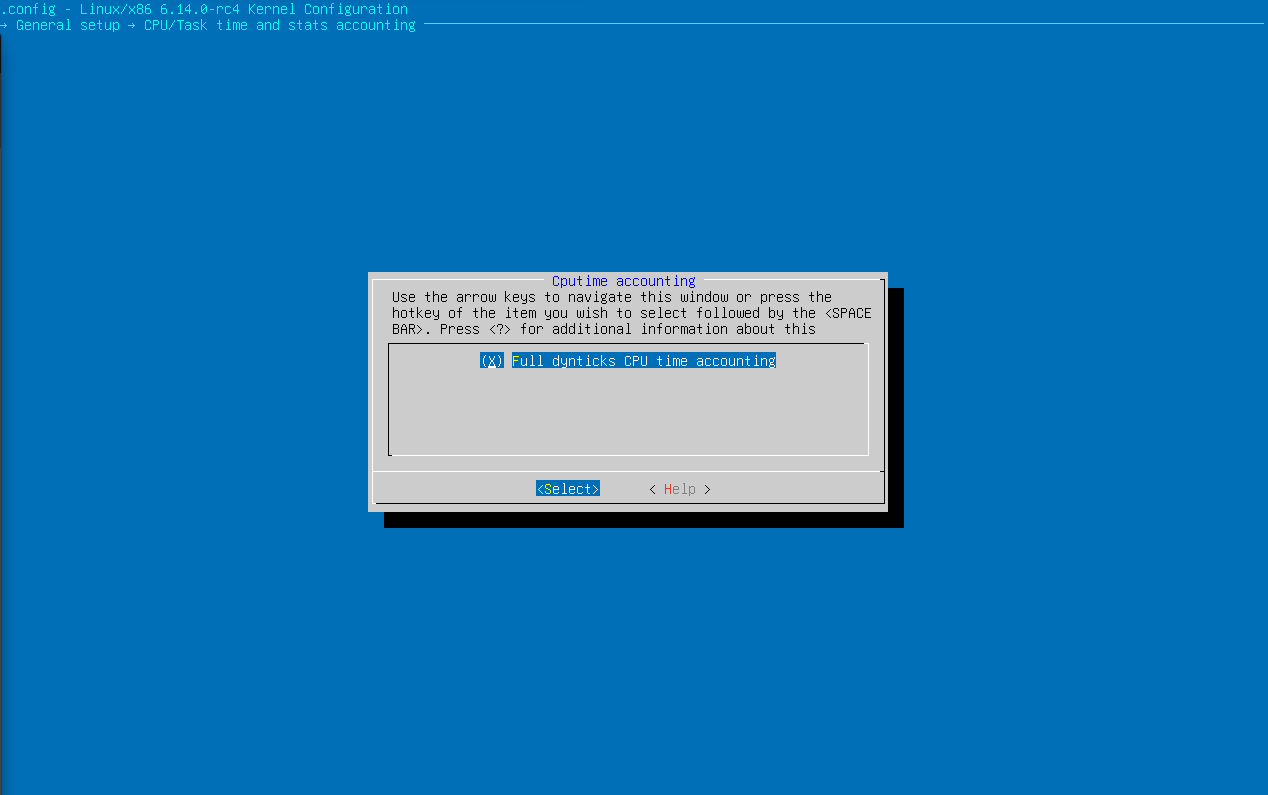 .config - Linux/x86 6.14.0-rc4 Kernel Configuration
→ General setup → CPU/Task time and stats accounting
Cputime accounting
Use the arrow keys to navigate this window or press the
hotkey of the item you wish to select followed by the <SPACE
BAR>. Press <?> for additional information about this
(X) Full dynticks CPU time accounting
<Select> < Help >